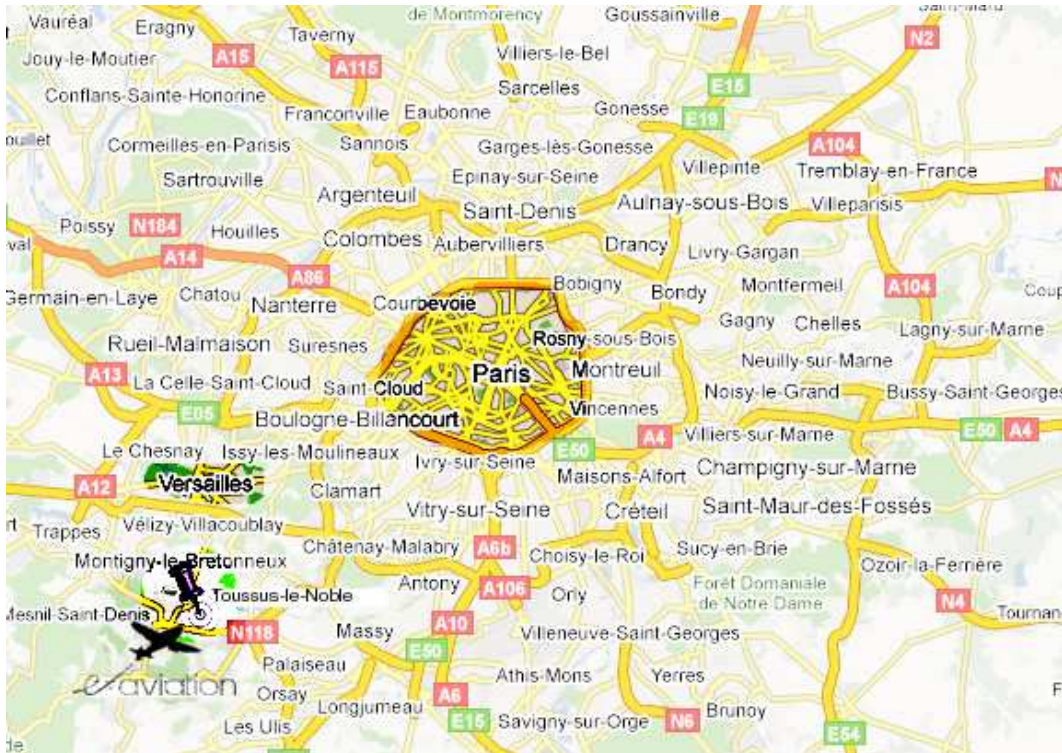 Saint-Mard
de Montmorency
Goussainville
Vauréal
Eragny
Taverny
N2
A15
Villiers-le-Bel
Jouy-le-Moutier
A115
Sarcelles
E15
Conflans-Sainte-Honorine
Franconville
Eaubonne
Gonesse
E19
ouillet
Cormeilles-en-Parisis
Sannois
Garges-lès-Gonesse
A104
Villepinte
Tremblay-en-France
Sartrouville
Epinay-sur-Seine
N
Argenteuil
Saint-Denis
Aulnay-sous-Bois
Villeparisis
Poissy
N184
Houilles
Colombes
Aubervilliers
Drancy
Livry-Gargan
val
A14
A86
Bobigny
Montfermeil
A104
Coup
Germain-en-Laye
Chatou
Nanterre
Courbevoie
Bondy
Gagny
Chelles
Lagny-sur-Marne
Rueil-Malmaison
Suresnes
Rosny-sous-Bois
Neuilly-sur-Marne
A13
La Celle-Saint-Cloud
Saint-Cloud
Paris
Montreuil
Noisy-le-Grand
Bussy-Saint-Georges
E05
Boulogne-Billancourt
Vincennes
E50
A4
Villiers-sur-Marne
E50
A4
Le Chesnay
Issy-les-Moulineaux
Ivry-sur-Seine
Maisons-Alfort
Champigny-sur-Marne
A12
Versailles
Clamart
Trappes
Vélizy-Villacoublay
Vitry-sur-Seine
Créteil
Saint-Maur-des-Fossés
rt
Châtenay-Malabry
A6b
Choisy-le-Roi
Sucy-en-Brie
Montigny-le-Bretonneux
Antony
A106
Orly
Forêt Domaniale
de Notre Dame
Ozoir-la-Ferrière
Toussus-le-Noble
N4
Mesnil-Saint-Denis
Tournan
N118
Massy
A10
Villeneuve-Saint-Georges
E50
Palaiseau
Athis-Mons
Yerres
e-aviation
Orsay
Longjumeau
A6
Brunoy
F
Les Ulis
E15
Savigny-sur-Orge
N6
E54
de